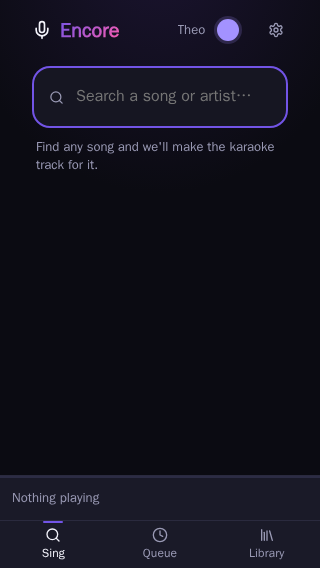 Encore
Theo
Search a song or artist…
Find any song and we'll make the karaoke
track for it.
Nothing playing
Sing
Queue
Library